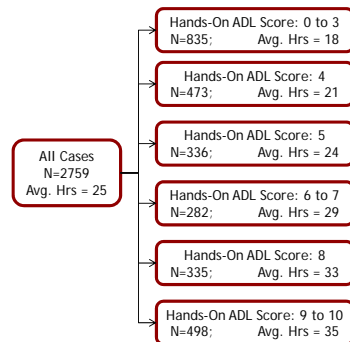 Hands-On ADL Score: 0 to 3
N=835; Avg. Hrs = 18
Hands-On ADL Score: 4
N=473; Avg. Hrs = 21
Hands-On ADL Score: 5
N=336; Avg. Hrs = 24
All Cases
N=2759
Avg. Hrs = 25
Hands-On ADL Score: 6 to 7
N=282; Avg. Hrs = 29
Hands-On ADL Score: 8
N=335; Avg. Hrs = 33
Hands-On ADL Score: 9 to 10
N=498; Avg. Hrs = 35